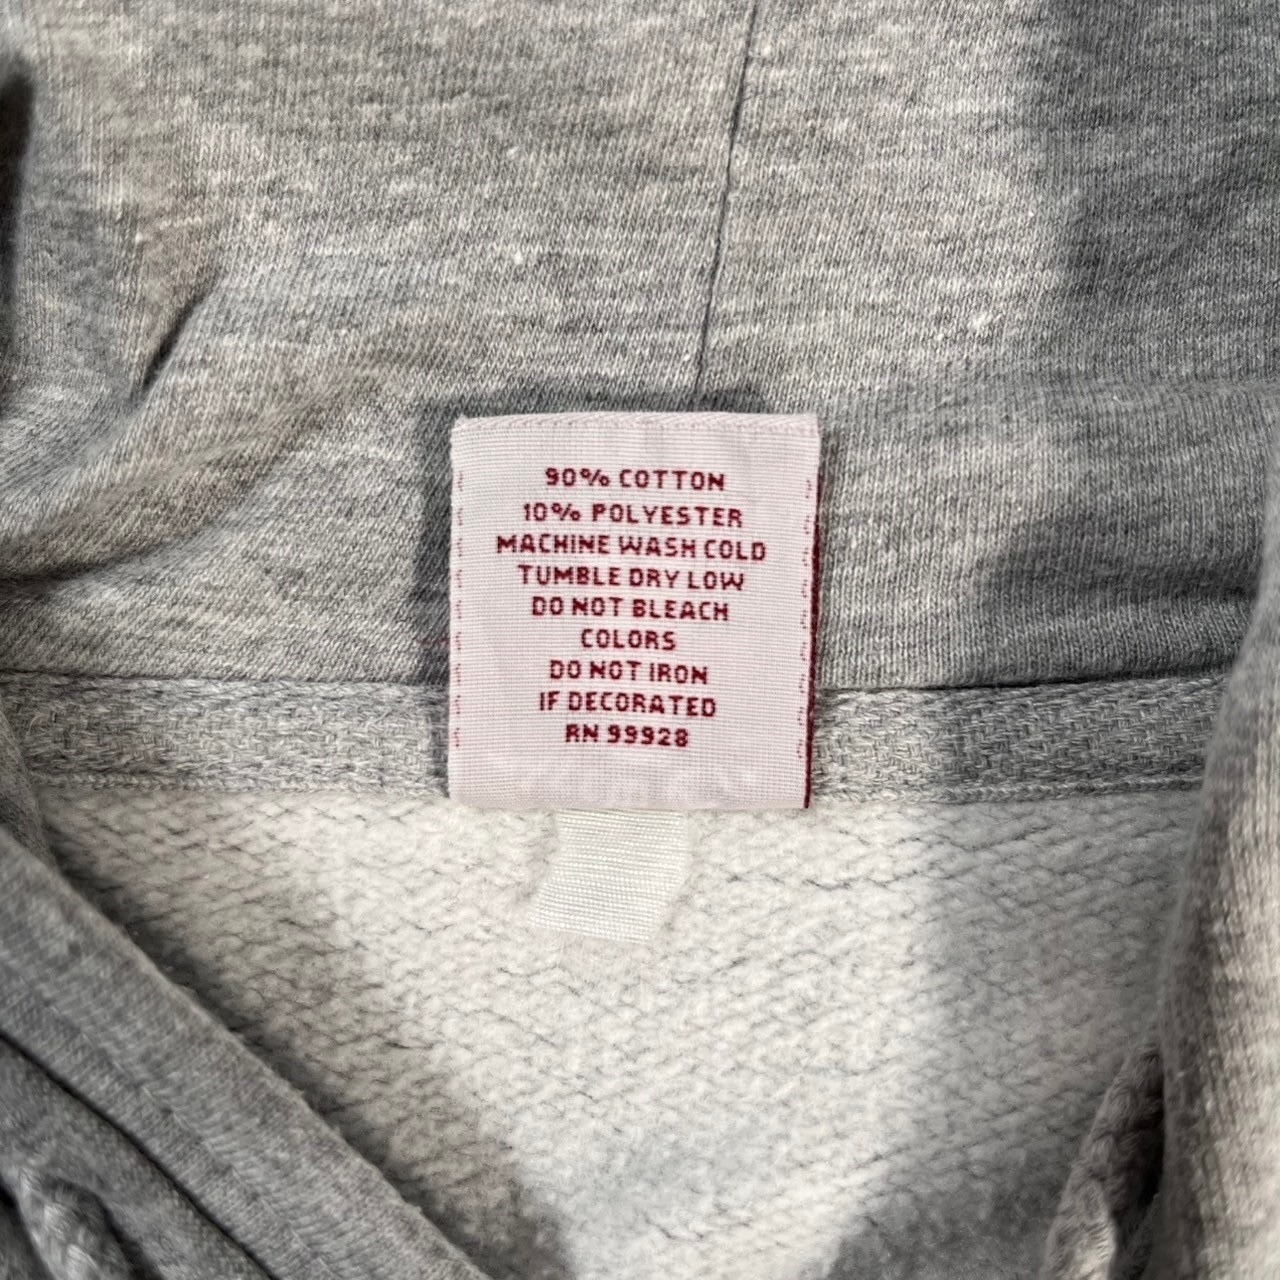 90% COTTON
10% POLYESTER
MACHINE WASH COLD
TUMBLE DRY LOW
DO NOT BLEACH
COLORS
DO NOT IRON
IF DECORATED
RN 99928